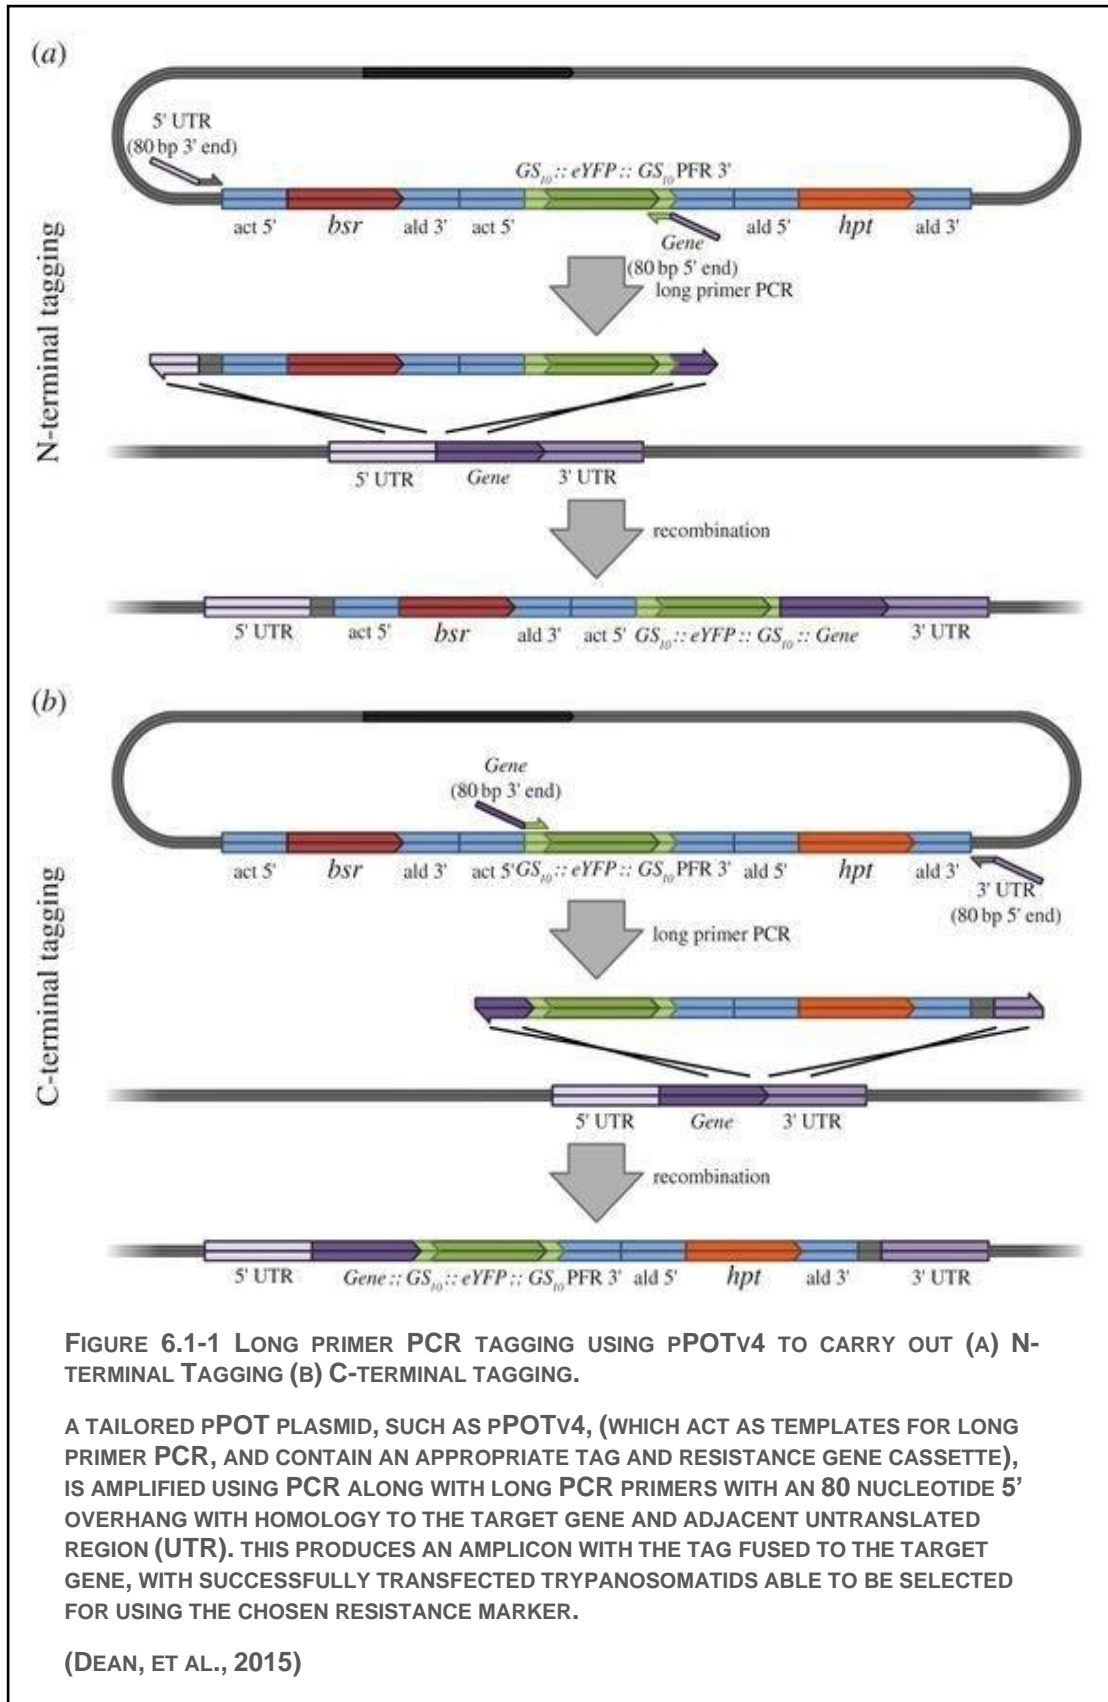 (a)
5' UTR
(80 bp 3' end)
GS10 :: eYFP :: GS10 PFR 3'
act 5' bsr ald 3' act 5' ald 5' hpt ald 3'
Gene
(80 bp 5' end)
long primer PCR
N-terminal tagging
5' UTR Gene 3' UTR
recombination
5' UTR act 5' bsr ald 3' act 5' GS10 :: eYFP :: GS10 :: Gene 3' UTR
(b)
Gene
(80 bp 3' end)
act 5' bsr ald 3' act 5' GS10 :: eYFP :: GS10 PFR 3' ald 5' hpt ald 3'
3' UTR
(80 bp 5' end)
long primer PCR
C-terminal tagging
5' UTR Gene 3' UTR
recombination
5' UTR Gene :: GS10 :: eYFP :: GS10 PFR 3' ald 5' hpt ald 3' 3' UTR
FIGURE 6.1-1 LONG PRIMER PCR TAGGING USING PPOTV4 TO CARRY OUT (A) N-
TERMINAL TAGGING (B) C-TERMINAL TAGGING.
A TAILORED PPOT PLASMID, SUCH AS PPOTV4, (WHICH ACT AS TEMPLATES FOR LONG
PRIMER PCR, AND CONTAIN AN APPROPRIATE TAG AND RESISTANCE GENE CASSETTE),
IS AMPLIFIED USING PCR ALONG WITH LONG PCR PRIMERS WITH AN 80 NUCLEOTIDE 5’
OVERHANG WITH HOMOLOGY TO THE TARGET GENE AND ADJACENT UNTRANSLATED
REGION (UTR). THIS PRODUCES AN AMPLICON WITH THE TAG FUSED TO THE TARGET
GENE, WITH SUCCESSFULLY TRANSFECTED TRYPANOSOMATIDS ABLE TO BE SELECTED
FOR USING THE CHOSEN RESISTANCE MARKER.
(DEAN, ET AL., 2015)